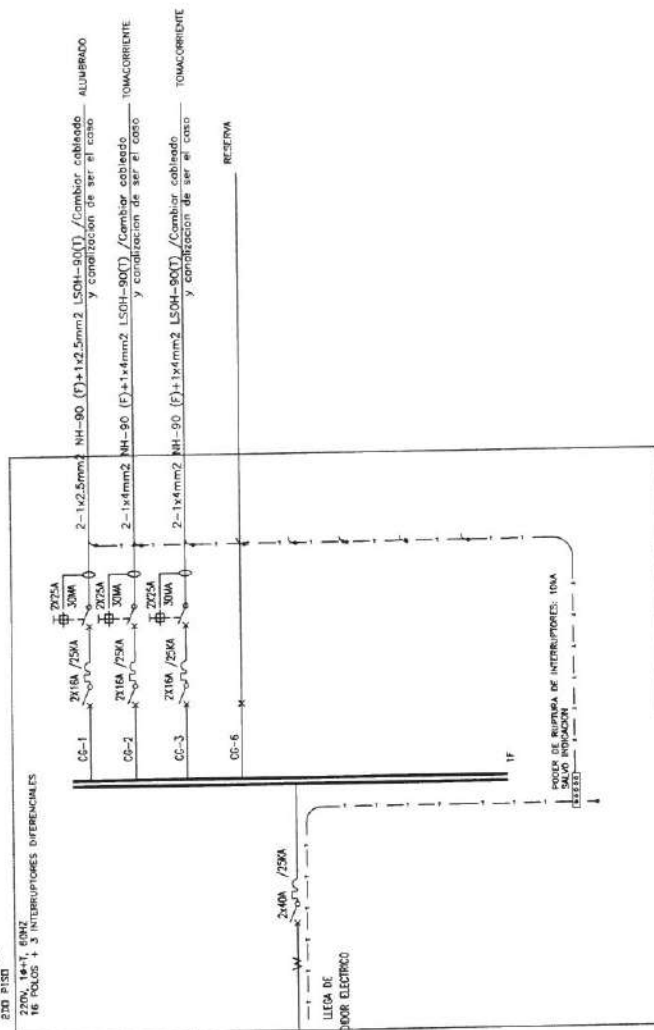 2DO PISO
220V, 1Φ+T, 60HZ
16 POLOS + 3 INTERRUPTORES DIFERENCIALES
CG-1
2X16A /25KA
2X25A
30MA
2-1x2.5mm2 NH-90 (F)+1x2.5mm2 LSOH-90(T) /Cambiar cableado
y canalizacion de ser el caso
ALUMBRADO
CG-2
2X16A /25KA
2X25A
30MA
2-1x4mm2 NH-90 (F)+1x4mm2 LSOH-90(T) /Cambiar cableado
y canalizacion de ser el caso
TOMACORRIENTE
CG-3
2X16A /25KA
2X25A
30MA
2-1x4mm2 NH-90 (F)+1x4mm2 LSOH-90(T) /Cambiar cableado
y canalizacion de ser el caso
TOMACORRIENTE
CG-6
RESERVA
2x40A /25KA
1F
LLEGA DE
DIDOR ELECTRICO
PODER DE RUPTURA DE INTERRUPTORES: 10KA
SALVO INDICACION